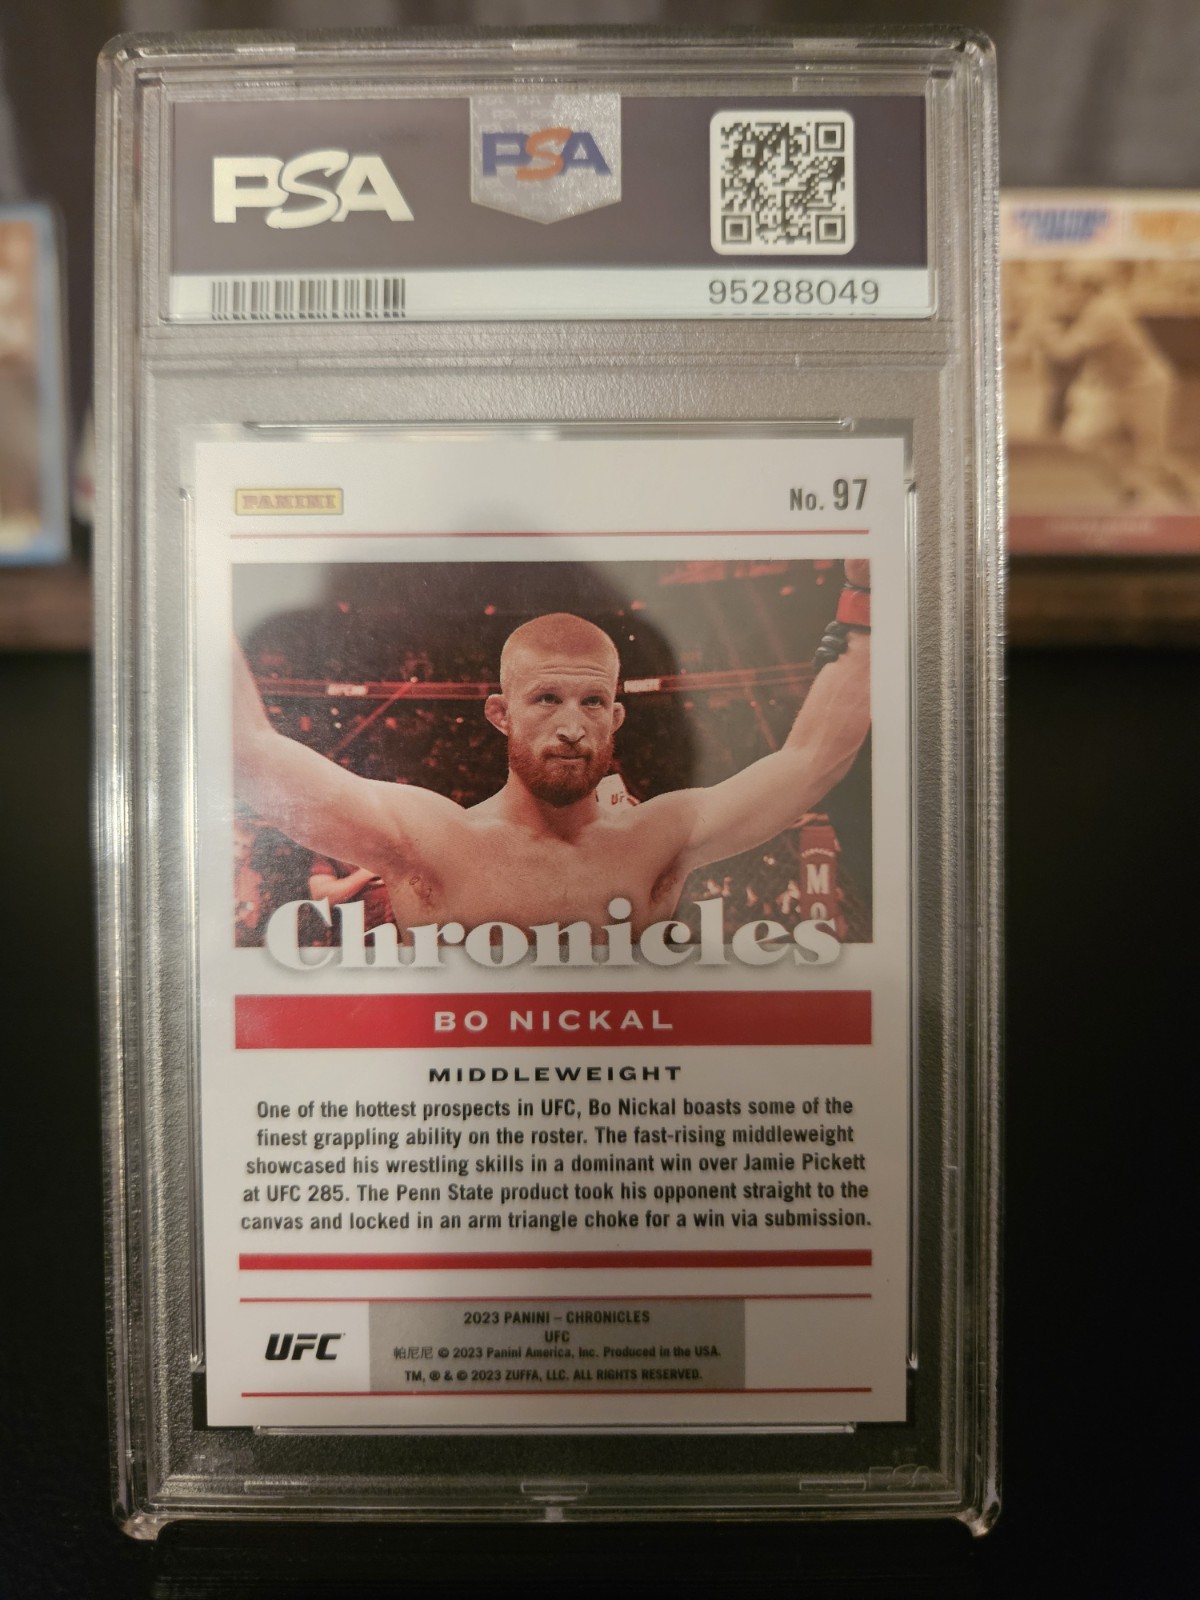 PSA
PSA
95288049
PANINI
No. 97
UFC
M
Chronicles
BO NICKAL
MIDDLEWEIGHT
One of the hottest prospects in UFC, Bo Nickal boasts some of the
finest grappling ability on the roster. The fast-rising middleweight
showcased his wrestling skills in a dominant win over Jamie Pickett
at UFC 285. The Penn State product took his opponent straight to the
canvas and locked in an arm triangle choke for a win via submission.
UFC
2023 PANINI – CHRONICLES
UFC
帕尼尼 © 2023 Panini America, Inc. Produced in the USA.
TM, ® & © 2023 ZUFFA, LLC. ALL RIGHTS RESERVED.
PSA